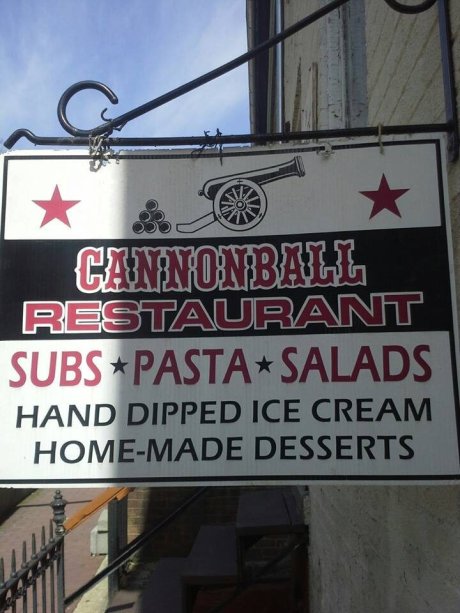 CANNONBALL
RESTAURANT
SUBS ★ PASTA ★ SALADS
HAND DIPPED ICE CREAM
HOME-MADE DESSERTS